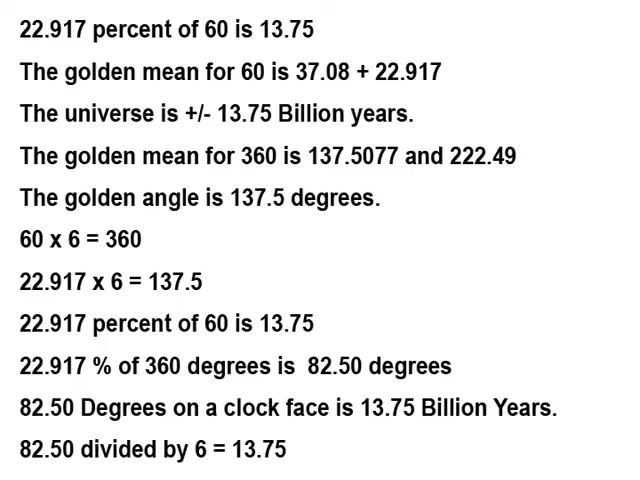 22.917 percent of 60 is 13.75
The golden mean for 60 is 37.08 + 22.917
The universe is +/- 13.75 Billion years.
The golden mean for 360 is 137.5077 and 222.49
The golden angle is 137.5 degrees.
60 x 6 = 360
22.917 x 6 = 137.5
22.917 percent of 60 is 13.75
22.917 % of 360 degrees is  82.50 degrees
82.50 Degrees on a clock face is 13.75 Billion Years.
82.50 divided by 6 = 13.75